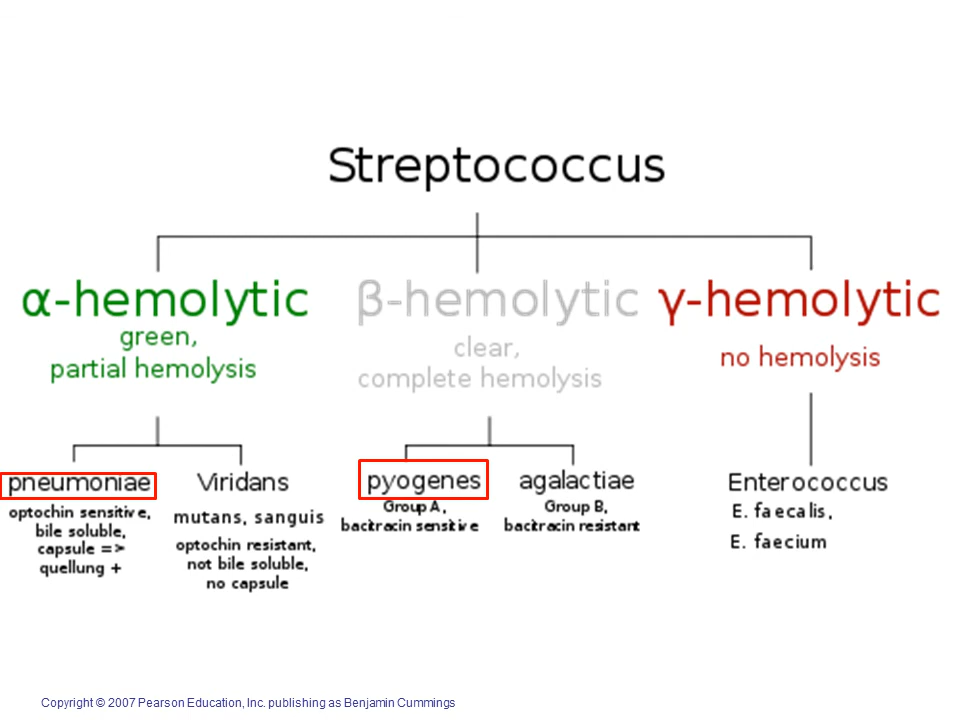 Streptococcus
α-hemolytic
green,
partial hemolysis
β-hemolytic
clear,
complete hemolysis
γ-hemolytic
no hemolysis
pneumoniae
optochin sensitive,
bile soluble,
capsule =>
quellung +
Viridans
mutans, sanguis
optochin resistant,
not bile soluble,
no capsule
pyogenes
Group A,
bacitracin sensitive
agalactiae
Group B,
bacitracin resistant
Enterococcus
E. faecalis,
E. faecium
Copyright © 2007 Pearson Education, Inc. publishing as Benjamin Cummings